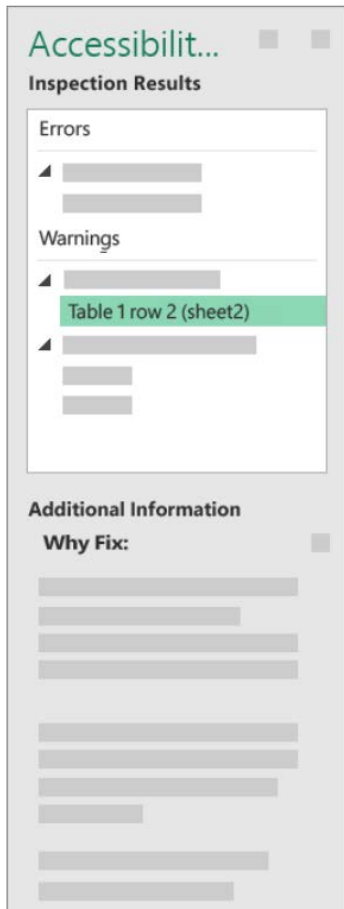 Accessibilit...
Inspection Results
Errors
Warnings
Table 1 row 2 (sheet2)
Additional Information
Why Fix: